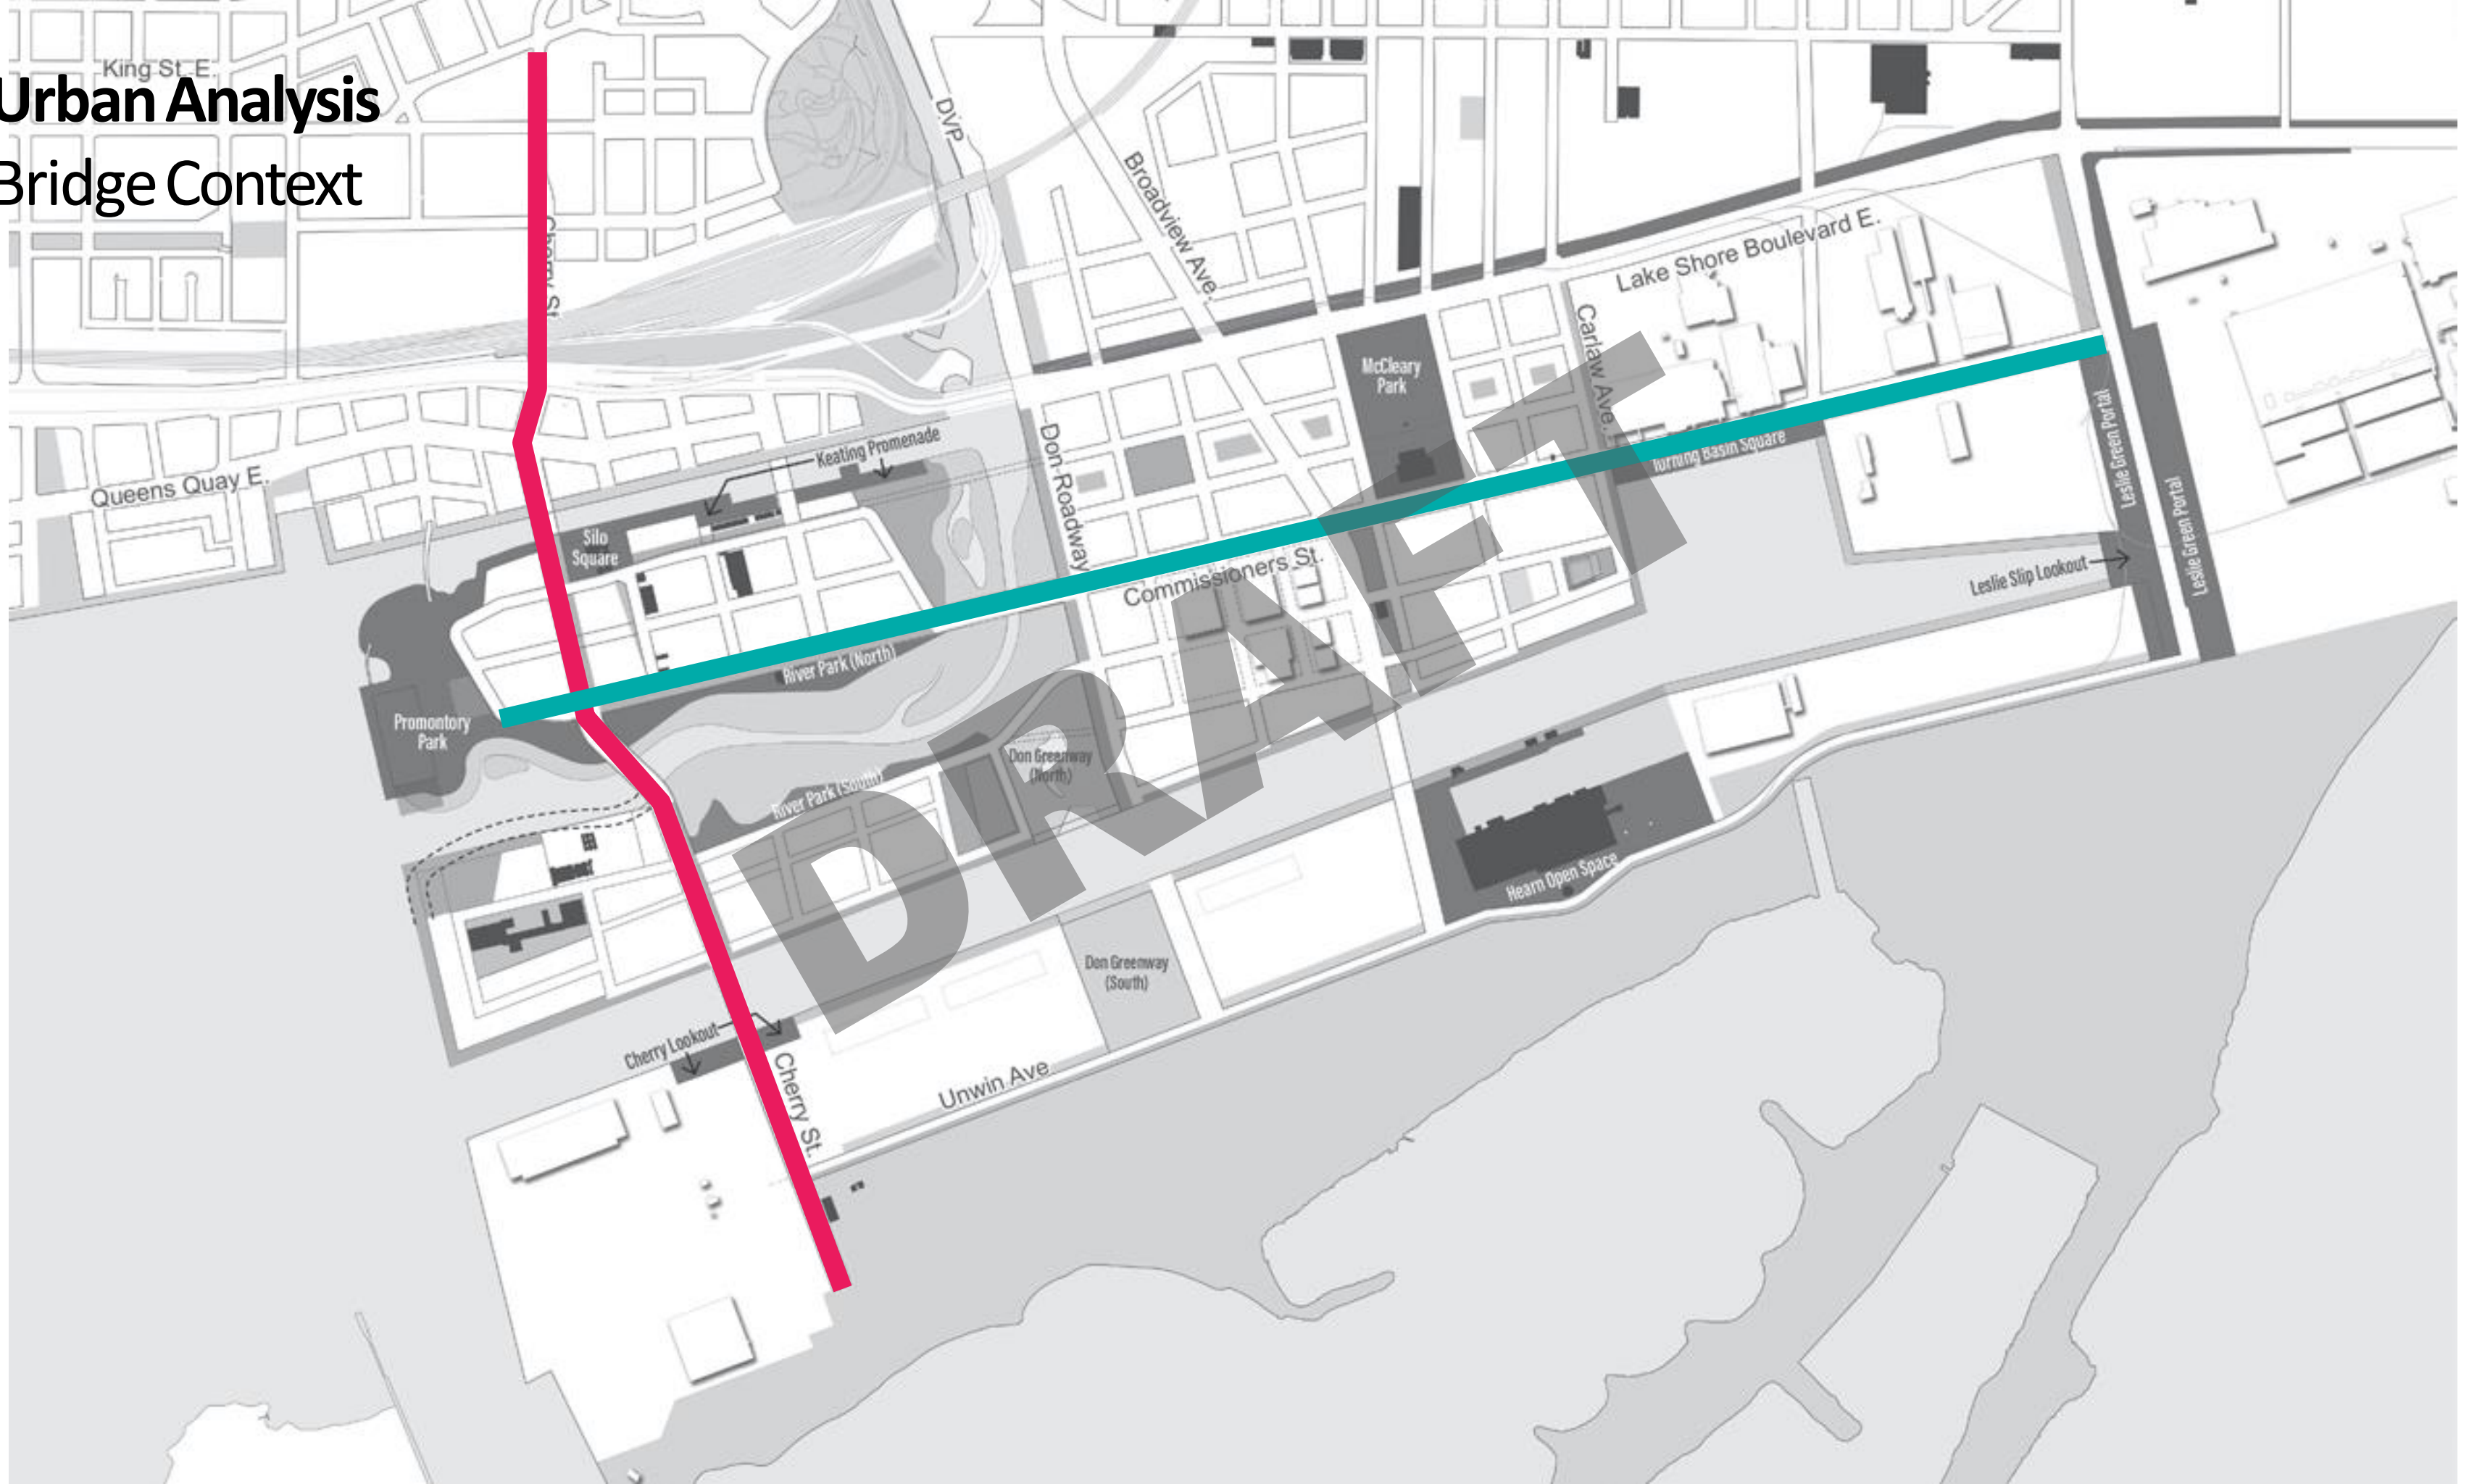 King St. E.
Urban Analysis
Bridge Context
Cherry St.
DVP
Broadview Ave.
Lake Shore Boulevard E.
Carlaw Ave.
McCleary
Park
Keating Promenade
Don Roadway
Queens Quay E.
Turning Basin Square
Leslie Green Portal
Leslie Green Portal
Silo
Square
Leslie Slip Lookout
Commissioners St.
River Park (North)
Promontory
Park
Don Greenway
(North)
River Park (South)
DRAFT
Hearn Open Space
Don Greenway
(South)
Cherry Lookout
Cherry St.
Unwin Ave